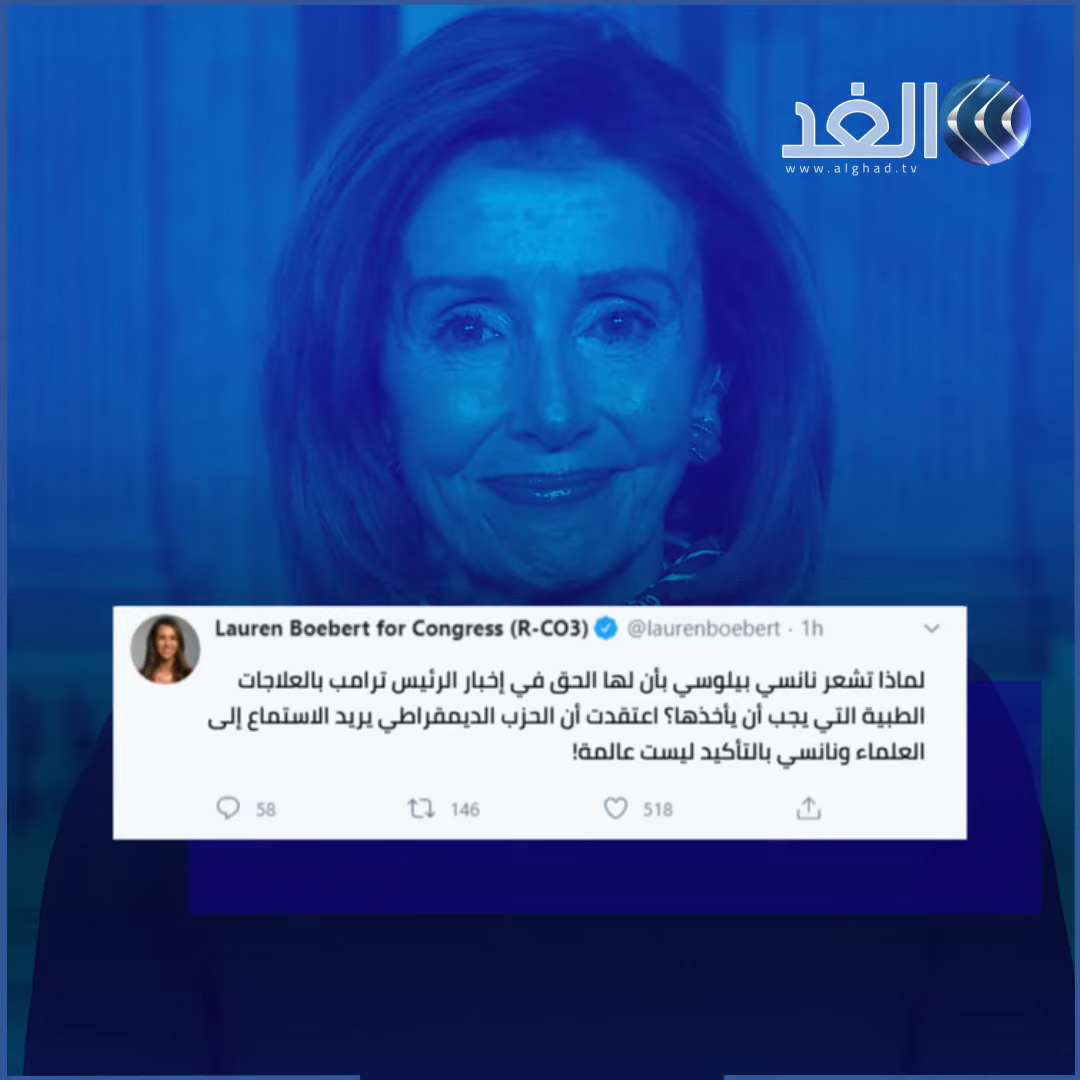 الغد
www.alghad.tv
Lauren Boebert for Congress (R-CO3) @laurenboebert · 1h
لماذا تشعر نانسي بيلوسي بأن لها الحق في إخبار الرئيس ترامب بالعلاجات
الطبية التي يجب أن يأخذها؟ اعتقدت أن الحزب الديمقراطي يريد الاستماع إلى
العلماء ونانسي بالتأكيد ليست عالمة!
58 146 518